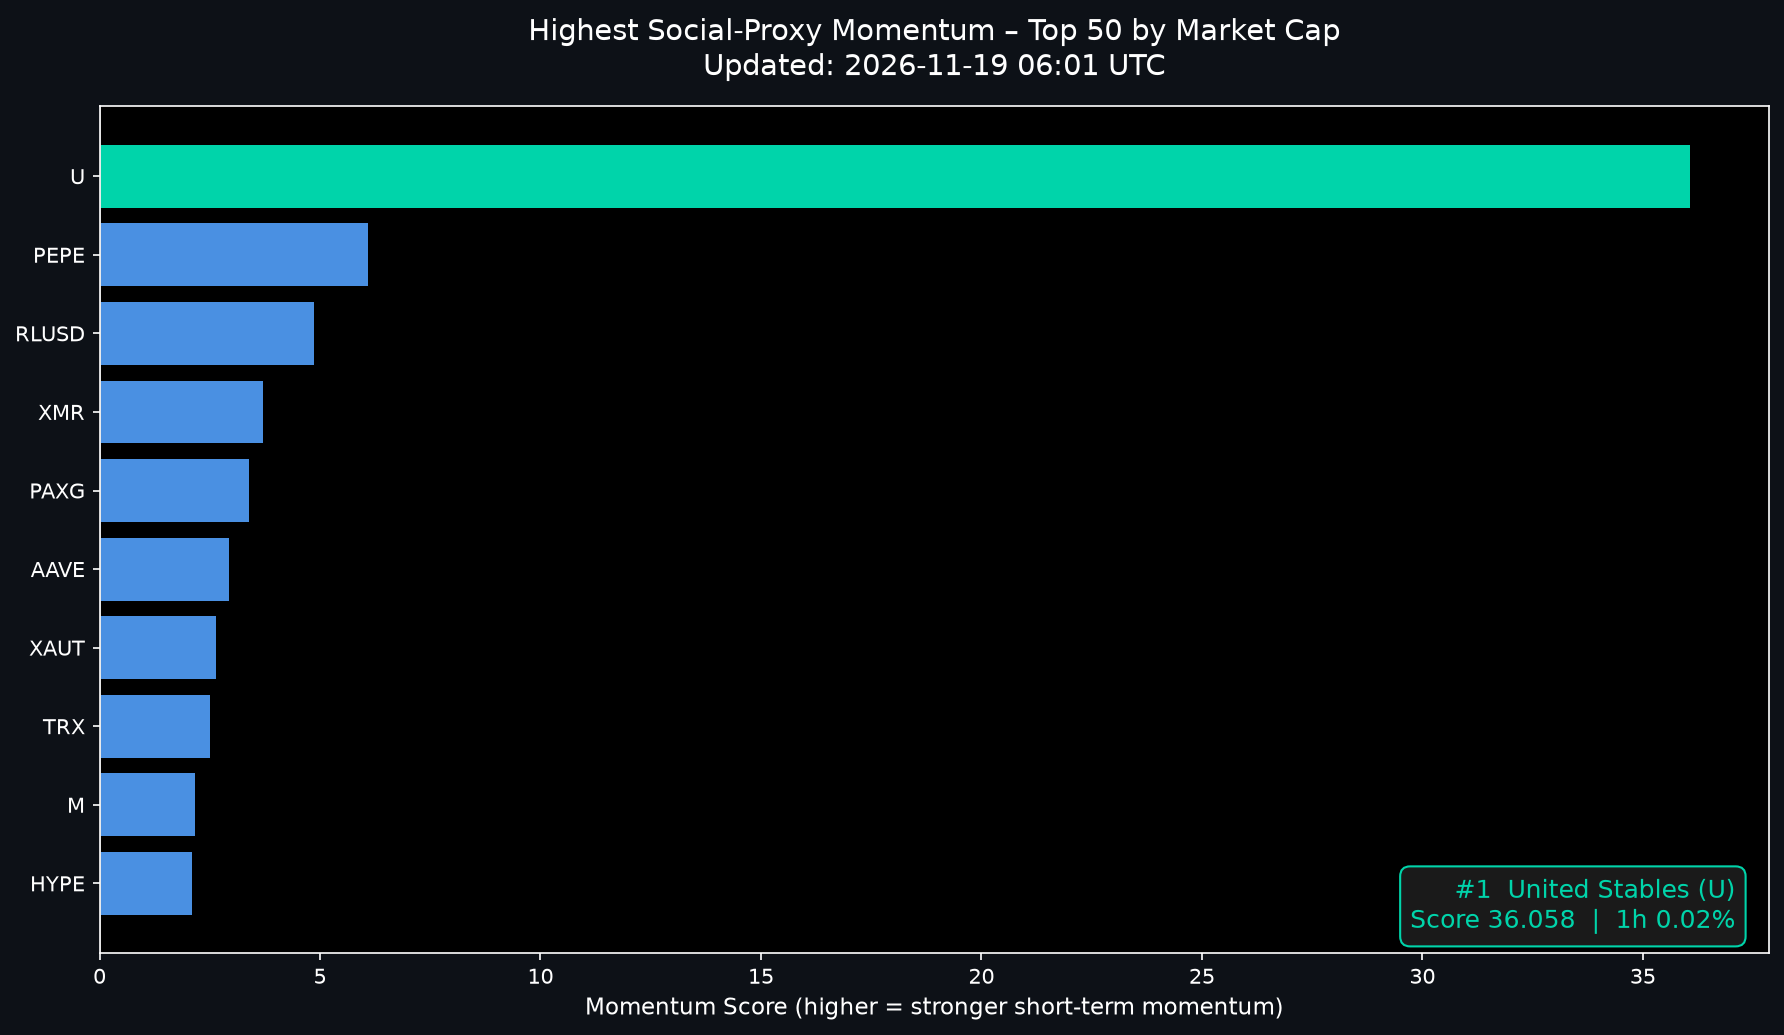 Highest Social-Proxy Momentum – Top 50 by Market Cap
Updated: 2026-11-19 06:01 UTC
U
PEPE
RLUSD
XMR
PAXG
AAVE
XAUT
TRX
M
HYPE
#1 United Stables (U)
Score 36.058 | 1h 0.02%
0 5 10 15 20 25 30 35
Momentum Score (higher = stronger short-term momentum)